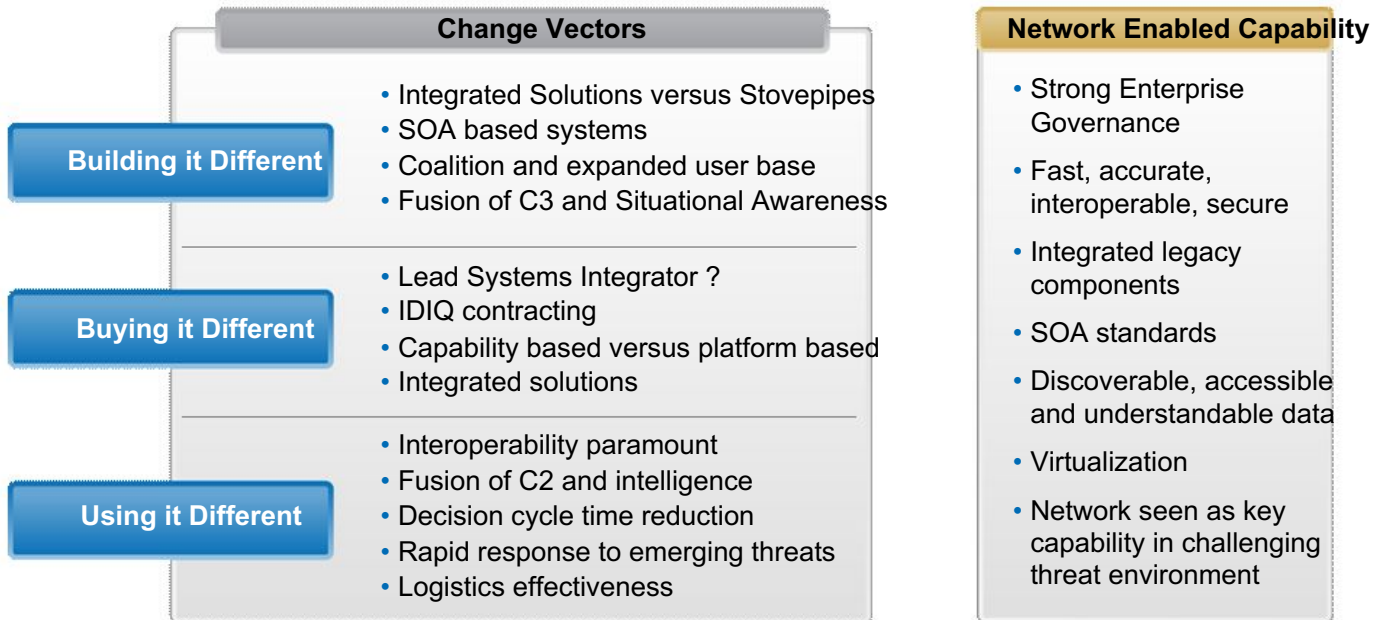 Change Vectors
Building it Different
• Integrated Solutions versus Stovepipes
• SOA based systems
• Coalition and expanded user base
• Fusion of C3 and Situational Awareness
Buying it Different
• Lead Systems Integrator ?
• IDIQ contracting
• Capability based versus platform based
• Integrated solutions
Using it Different
• Interoperability paramount
• Fusion of C2 and intelligence
• Decision cycle time reduction
• Rapid response to emerging threats
• Logistics effectiveness
Network Enabled Capability
• Strong Enterprise
Governance
• Fast, accurate,
interoperable, secure
• Integrated legacy
components
• SOA standards
• Discoverable, accessible
and understandable data
• Virtualization
• Network seen as key
capability in challenging
threat environment